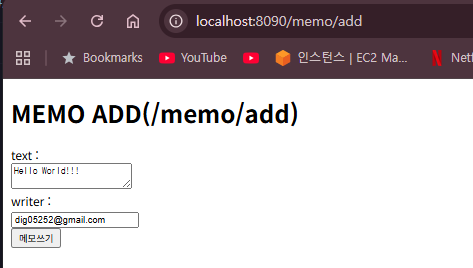 localhost:8090/memo/add
Bookmarks YouTube 인스턴스 | EC2 Ma... Netf
MEMO ADD(/memo/add)
text :
Hello World!!!
writer :
dig05252@gmail.com
메모쓰기